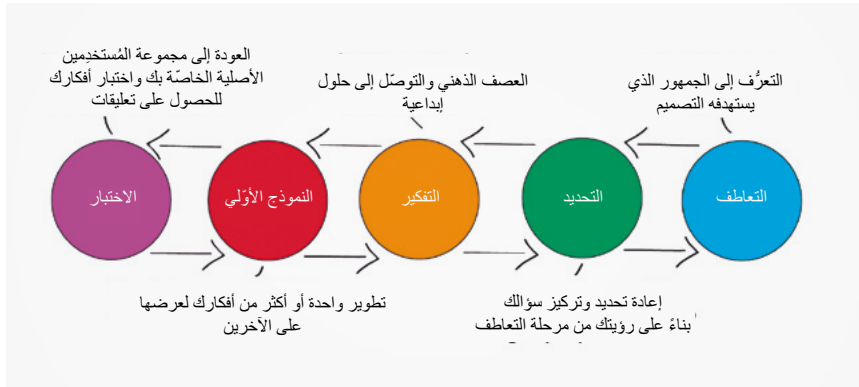 التعرُّف إلى الجمهور الذي
يستهدفه التصميم
العصف الذهني والتوصّل إلى حلول
إبداعية
العودة إلى مجموعة المُستخدِمين
الأصلية الخاصّة بك واختبار أفكارك
للحصول على تعليقات
التعاطف
التحديد
التفكير
النموذج الأوّلي
الاختبار
إعادة تحديد وتركيز سؤالك
بناءً على رؤيتك من مرحلة التعاطف
تطوير واحدة أو أكثر من أفكارك لعرضها
على الآخرين